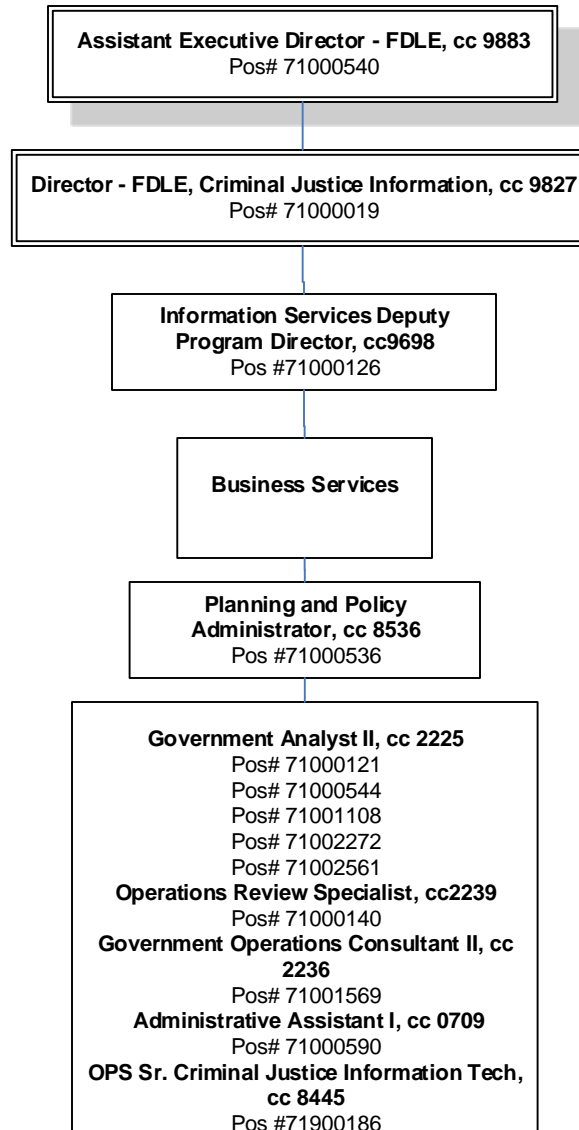 Assistant Executive Director - FDLE, cc 9883
Pos# 71000540
Director - FDLE, Criminal Justice Information, cc 9827
Pos# 71000019
Information Services Deputy
Program Director, cc9698
Pos #71000126
Business Services
Planning and Policy
Administrator, cc 8536
Pos #71000536
Government Analyst II, cc 2225
Pos# 71000121
Pos# 71000544
Pos# 71001108
Pos# 71002272
Pos# 71002561
Operations Review Specialist, cc2239
Pos# 71000140
Government Operations Consultant II, cc
2236
Pos# 71001569
Administrative Assistant I, cc 0709
Pos# 71000590
OPS Sr. Criminal Justice Information Tech,
cc 8445
Pos #71900186